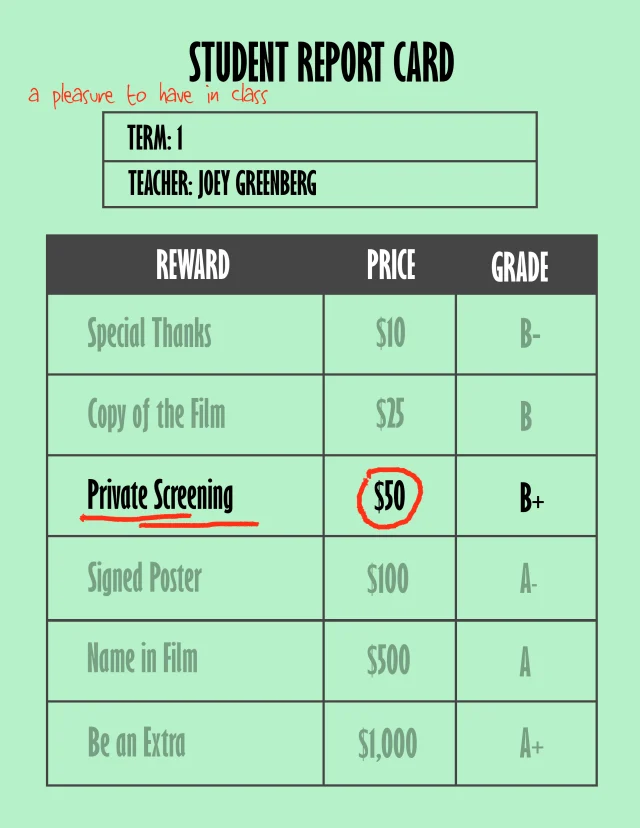 STUDENT REPORT CARD
a pleasure to have in class
TERM: 1
TEACHER: JOEY GREENBERG
REWARD PRICE GRADE
Special Thanks $10 B-
Copy of the Film $25 B
Private Screening $50 B+
Signed Poster $100 A-
Name in Film $500 A
Be an Extra $1,000 A+